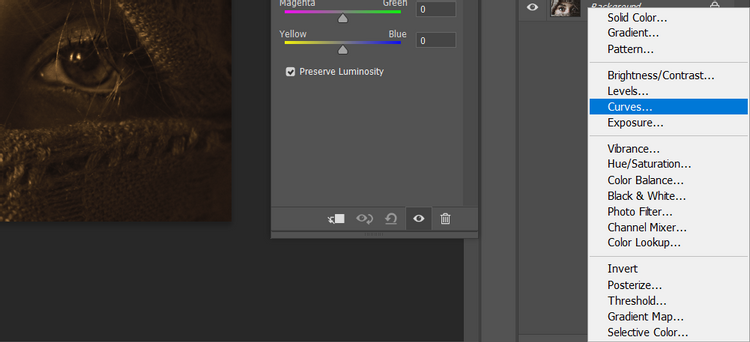 Magenta Green 0
Yellow Blue 0
Preserve Luminosity
Background
Solid Color...
Gradient...
Pattern...
Brightness/Contrast...
Levels...
Curves...
Exposure...
Vibrance...
Hue/Saturation...
Color Balance...
Black & White...
Photo Filter...
Channel Mixer...
Color Lookup...
Invert
Posterize...
Threshold...
Gradient Map...
Selective Color...